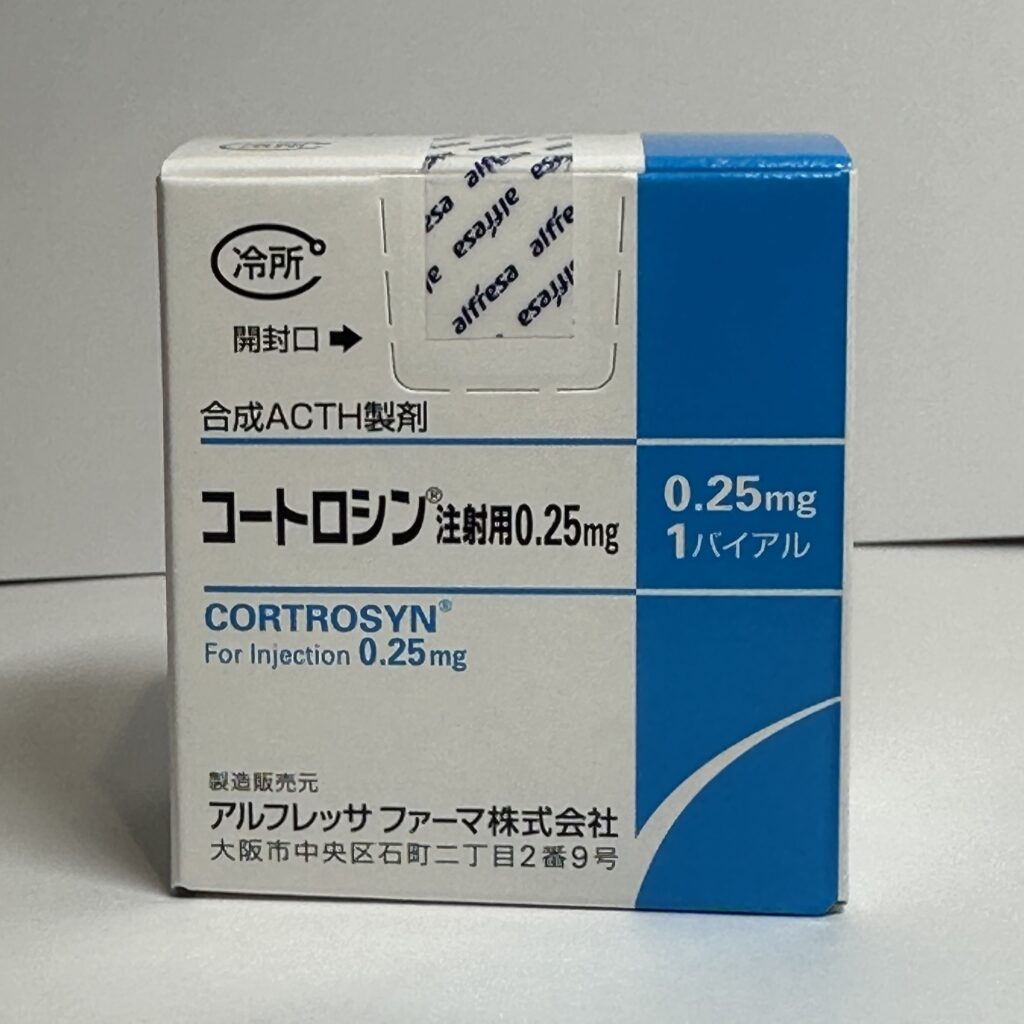 alfresa
冷所
開封口
合成ACTH製剤
コートロシン®注射用0.25mg
0.25mg
1バイアル
CORTROSYN®
For Injection 0.25mg
製造販売元
アルフレッサ ファーマ株式会社
大阪市中央区石町二丁目2番9号